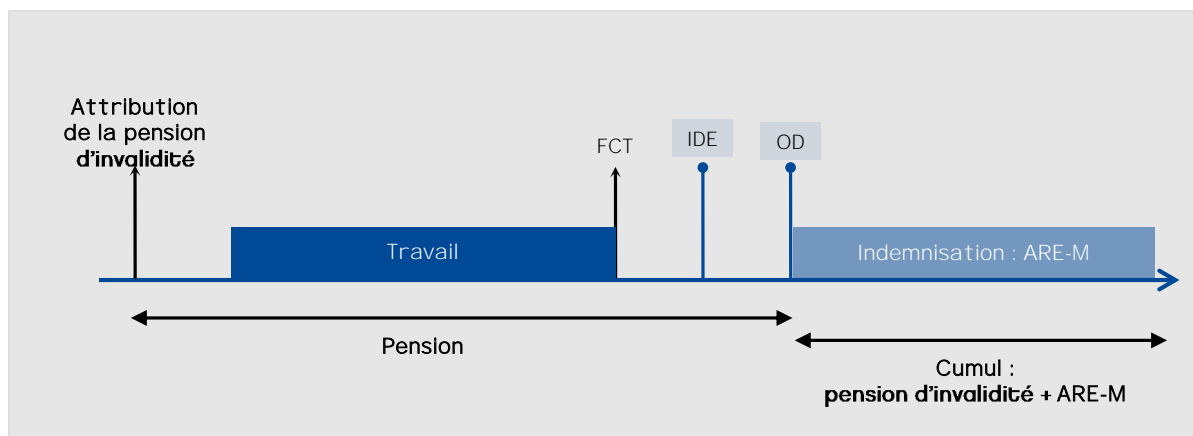 Attribution
de la pension
d'invalidité
FCT
IDE
OD
Travail
Indemnisation : ARE-M
Pension
Cumul :
pension d'invalidité + ARE-M